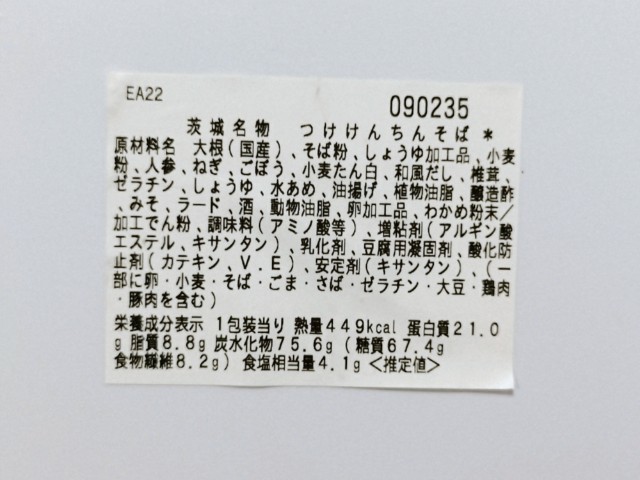 EA22
090235
茨城名物 つけけんちんそば*
原材料名 大根(国産)、そば粉、しょうゆ加工品、小麦
粉、人参、ねぎ、ごぼう、小麦たん白、和風だし、椎茸、
ゼラチン、しょうゆ、水あめ、油揚げ、植物油脂、醸造酢
、みそ、ラード、酒、動物油脂、卵加工品、わかめ粉末/
加工でん粉、調味料(アミノ酸等)、増粘剤(アルギン酸
エステル、キサンタン)、乳化剤、豆腐用凝固剤、酸化防
止剤(カテキン、V.E)、安定剤(キサンタン)、(一
部に卵・小麦・そば・ごま・さば・ゼラチン・大豆・鶏肉
・豚肉を含む)
栄養成分表示 1包装当り 熱量449kcal 蛋白質21.0
g 脂質8.8g 炭水化物75.6g(糖質67.4g
食物繊維8.2g) 食塩相当量4.1g<推定値>